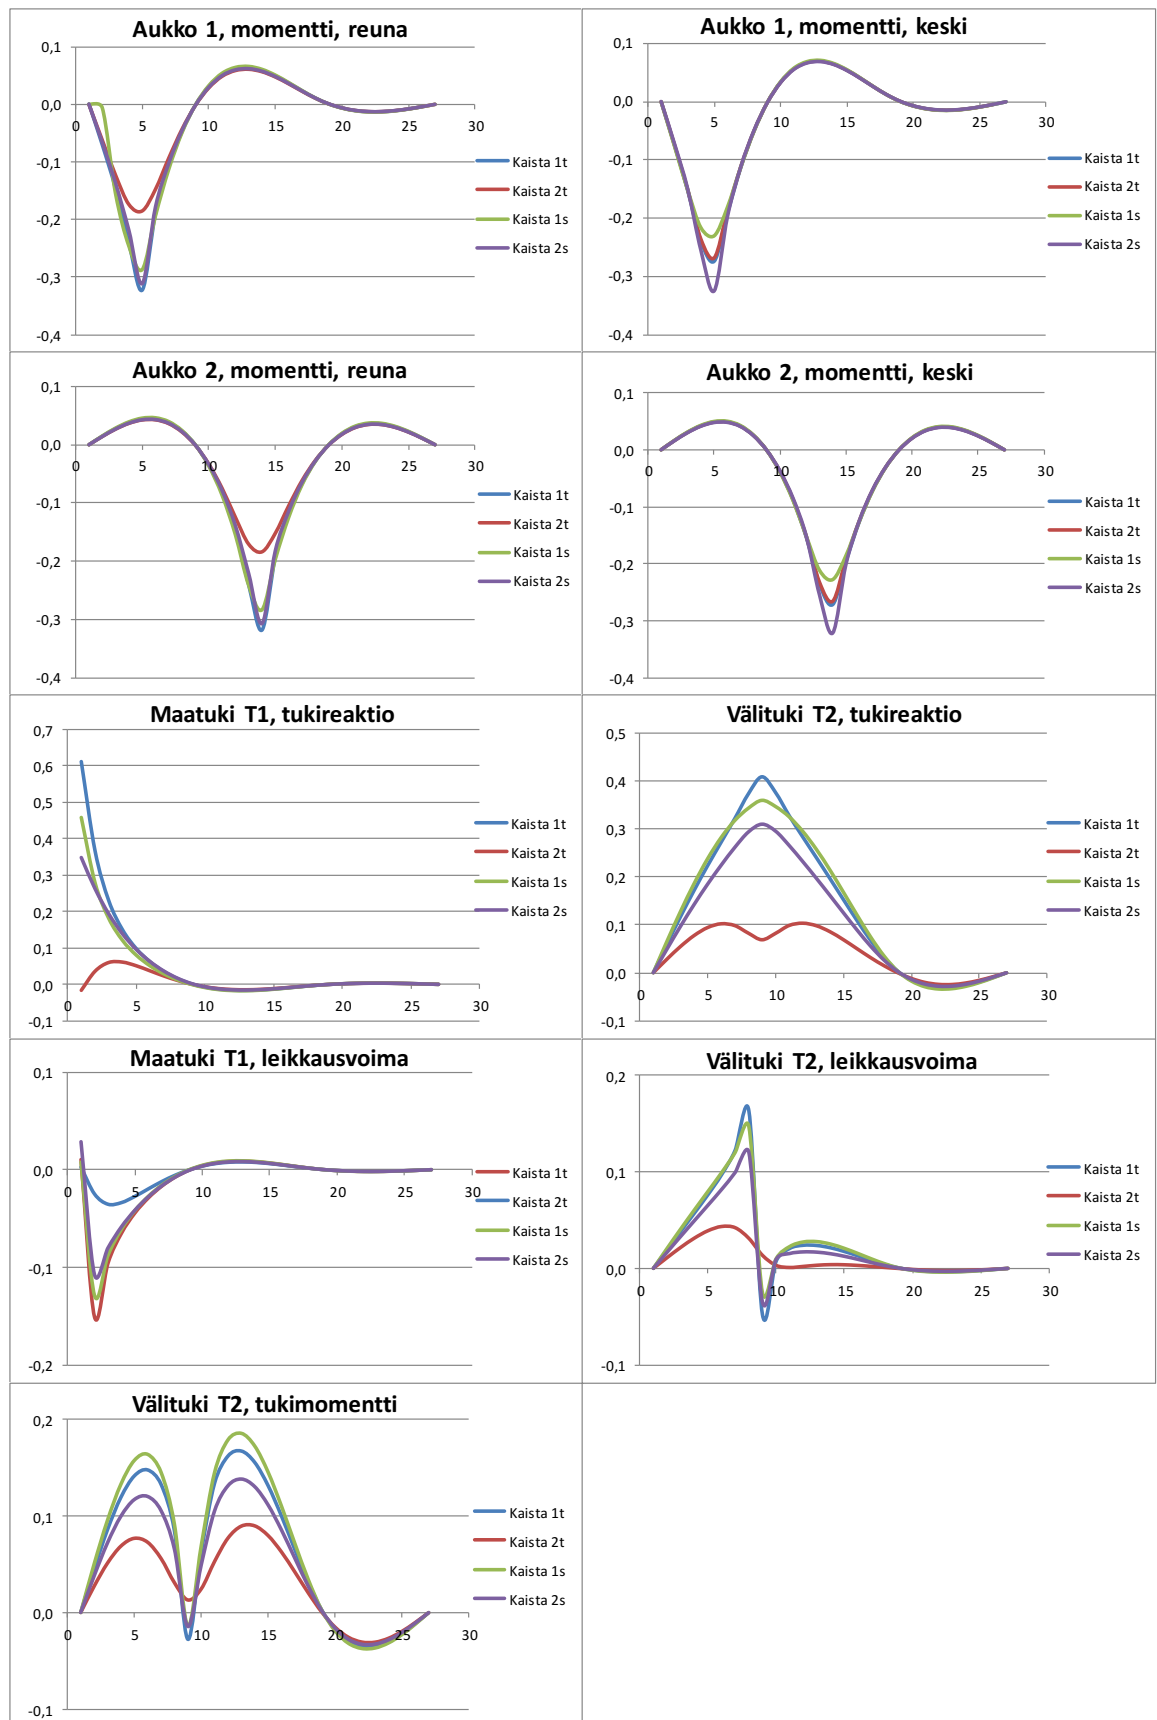 Aukko 1, momentti, reuna
0,1
0,0
-0,1
-0,2
-0,3
-0,4
0 5 10 15 20 25 30
Kaista 1t
Kaista 2t
Kaista 1s
Kaista 2s
Aukko 1, momentti, keski
0,1
0,0
-0,1
-0,2
-0,3
-0,4
0 5 10 15 20 25 30
Kaista 1t
Kaista 2t
Kaista 1s
Kaista 2s
Aukko 2, momentti, reuna
0,1
0,0
-0,1
-0,2
-0,3
-0,4
0 5 10 15 20 25 30
Kaista 1t
Kaista 2t
Kaista 1s
Kaista 2s
Aukko 2, momentti, keski
0,1
0,0
-0,1
-0,2
-0,3
-0,4
0 5 10 15 20 25 30
Kaista 1t
Kaista 2t
Kaista 1s
Kaista 2s
Maatuki T1, tukireaktio
0,7
0,6
0,5
0,4
0,3
0,2
0,1
0,0
-0,1
0 5 10 15 20 25 30
Kaista 1t
Kaista 2t
Kaista 1s
Kaista 2s
Välituki T2, tukireaktio
0,5
0,4
0,3
0,2
0,1
0,0
-0,1
0 5 10 15 20 25 30
Kaista 1t
Kaista 2t
Kaista 1s
Kaista 2s
Maatuki T1, leikkausvoima
0,1
0,0
-0,1
-0,2
0 5 10 15 20 25 30
Kaista 1t
Kaista 2t
Kaista 1s
Kaista 2s
Välituki T2, leikkausvoima
0,2
0,1
0,0
-0,1
0 5 10 15 20 25 30
Kaista 1t
Kaista 2t
Kaista 1s
Kaista 2s
Välituki T2, tukimomentti
0,2
0,1
0,0
-0,1
0 5 10 15 20 25 30
Kaista 1t
Kaista 2t
Kaista 1s
Kaista 2s